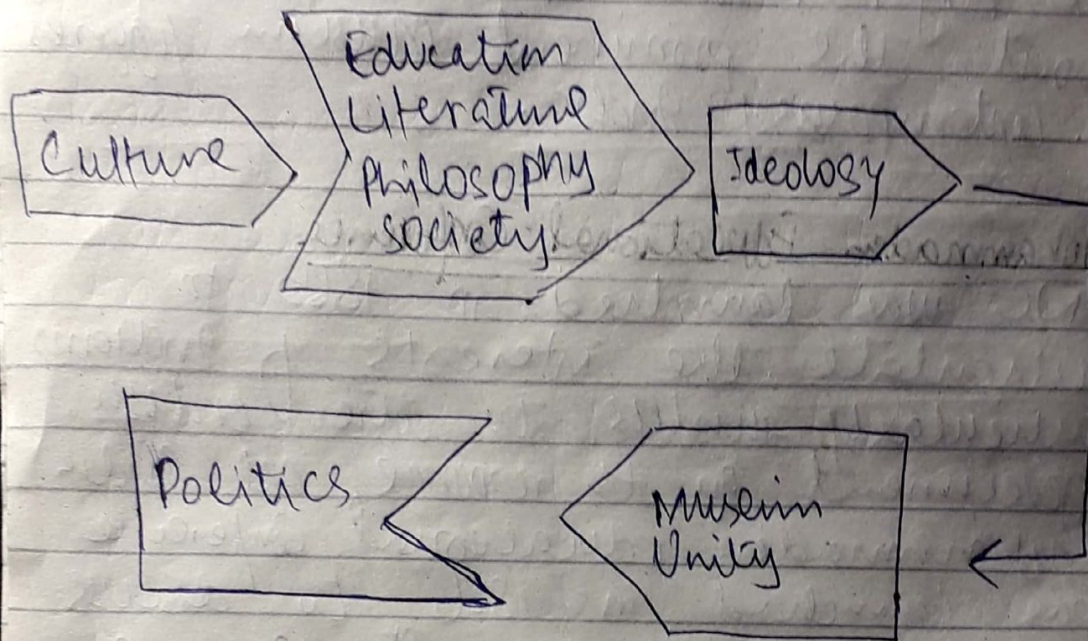 Culture
Education
Literature
Philosophy
society.
Ideology
Muslim
Unity
Politics